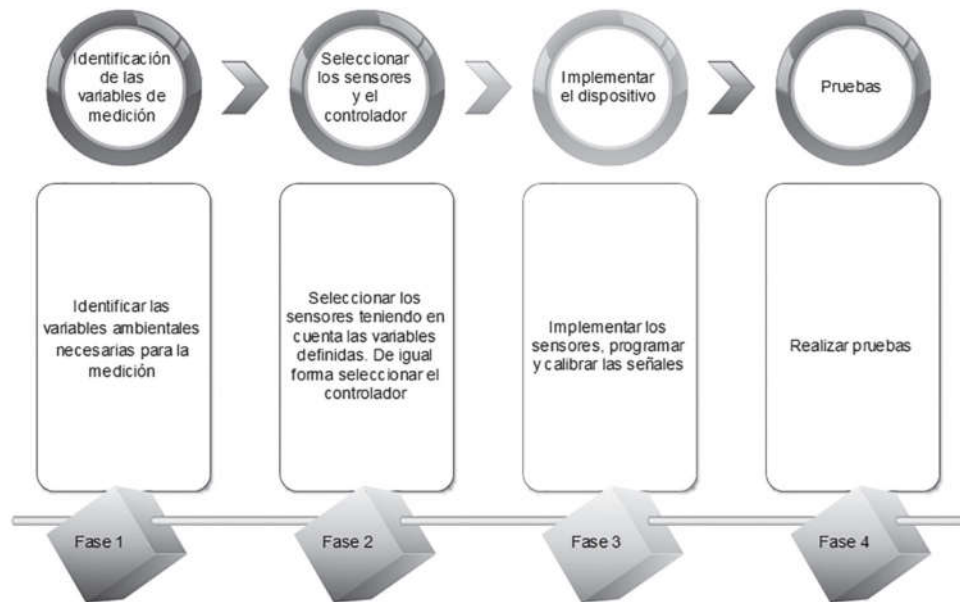 Identificación
de las
variables de
medición
Seleccionar
los sensores
y el
controlador
Implementar
el dispositivo
Pruebas
Identificar las
variables ambientales
necesarias para la
medición
Seleccionar los
sensores teniendo en
cuenta las variables
definidas. De igual
forma seleccionar el
controlador
Implementar los
sensores, programar
y calibrar las señales
Realizar pruebas
Fase 1
Fase 2
Fase 3
Fase 4